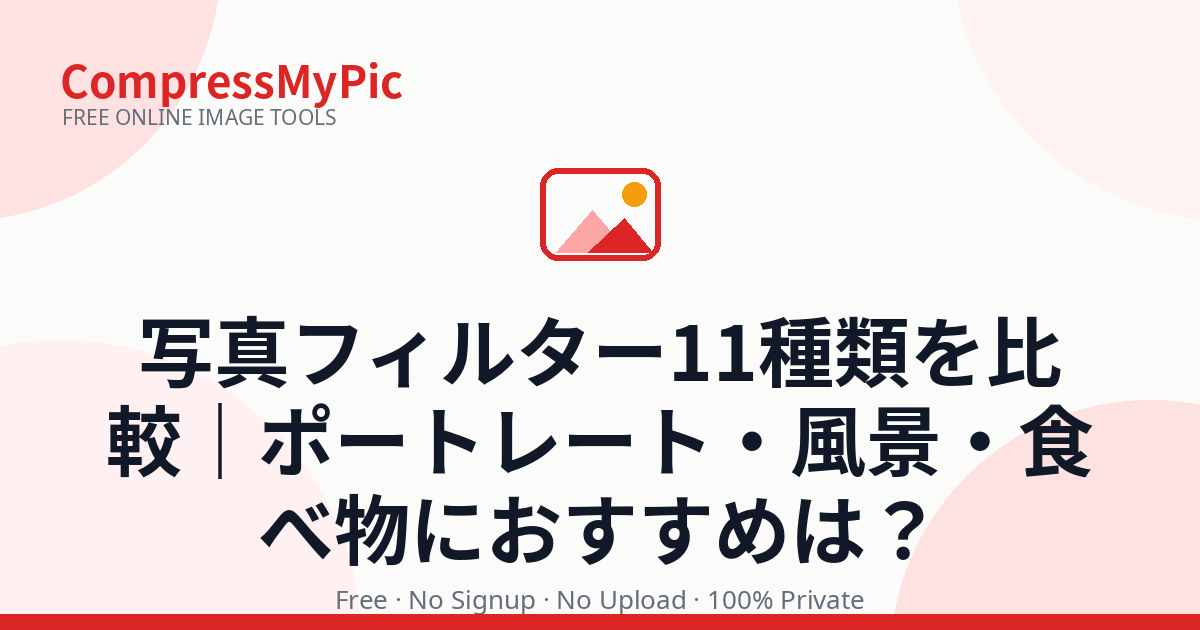 CompressMyPic
FREE ONLINE IMAGE TOOLS
写真フィルター11種類を比
較｜ポートレート・風景・食
べ物におすすめは？
Free · No Signup · No Upload · 100% Private